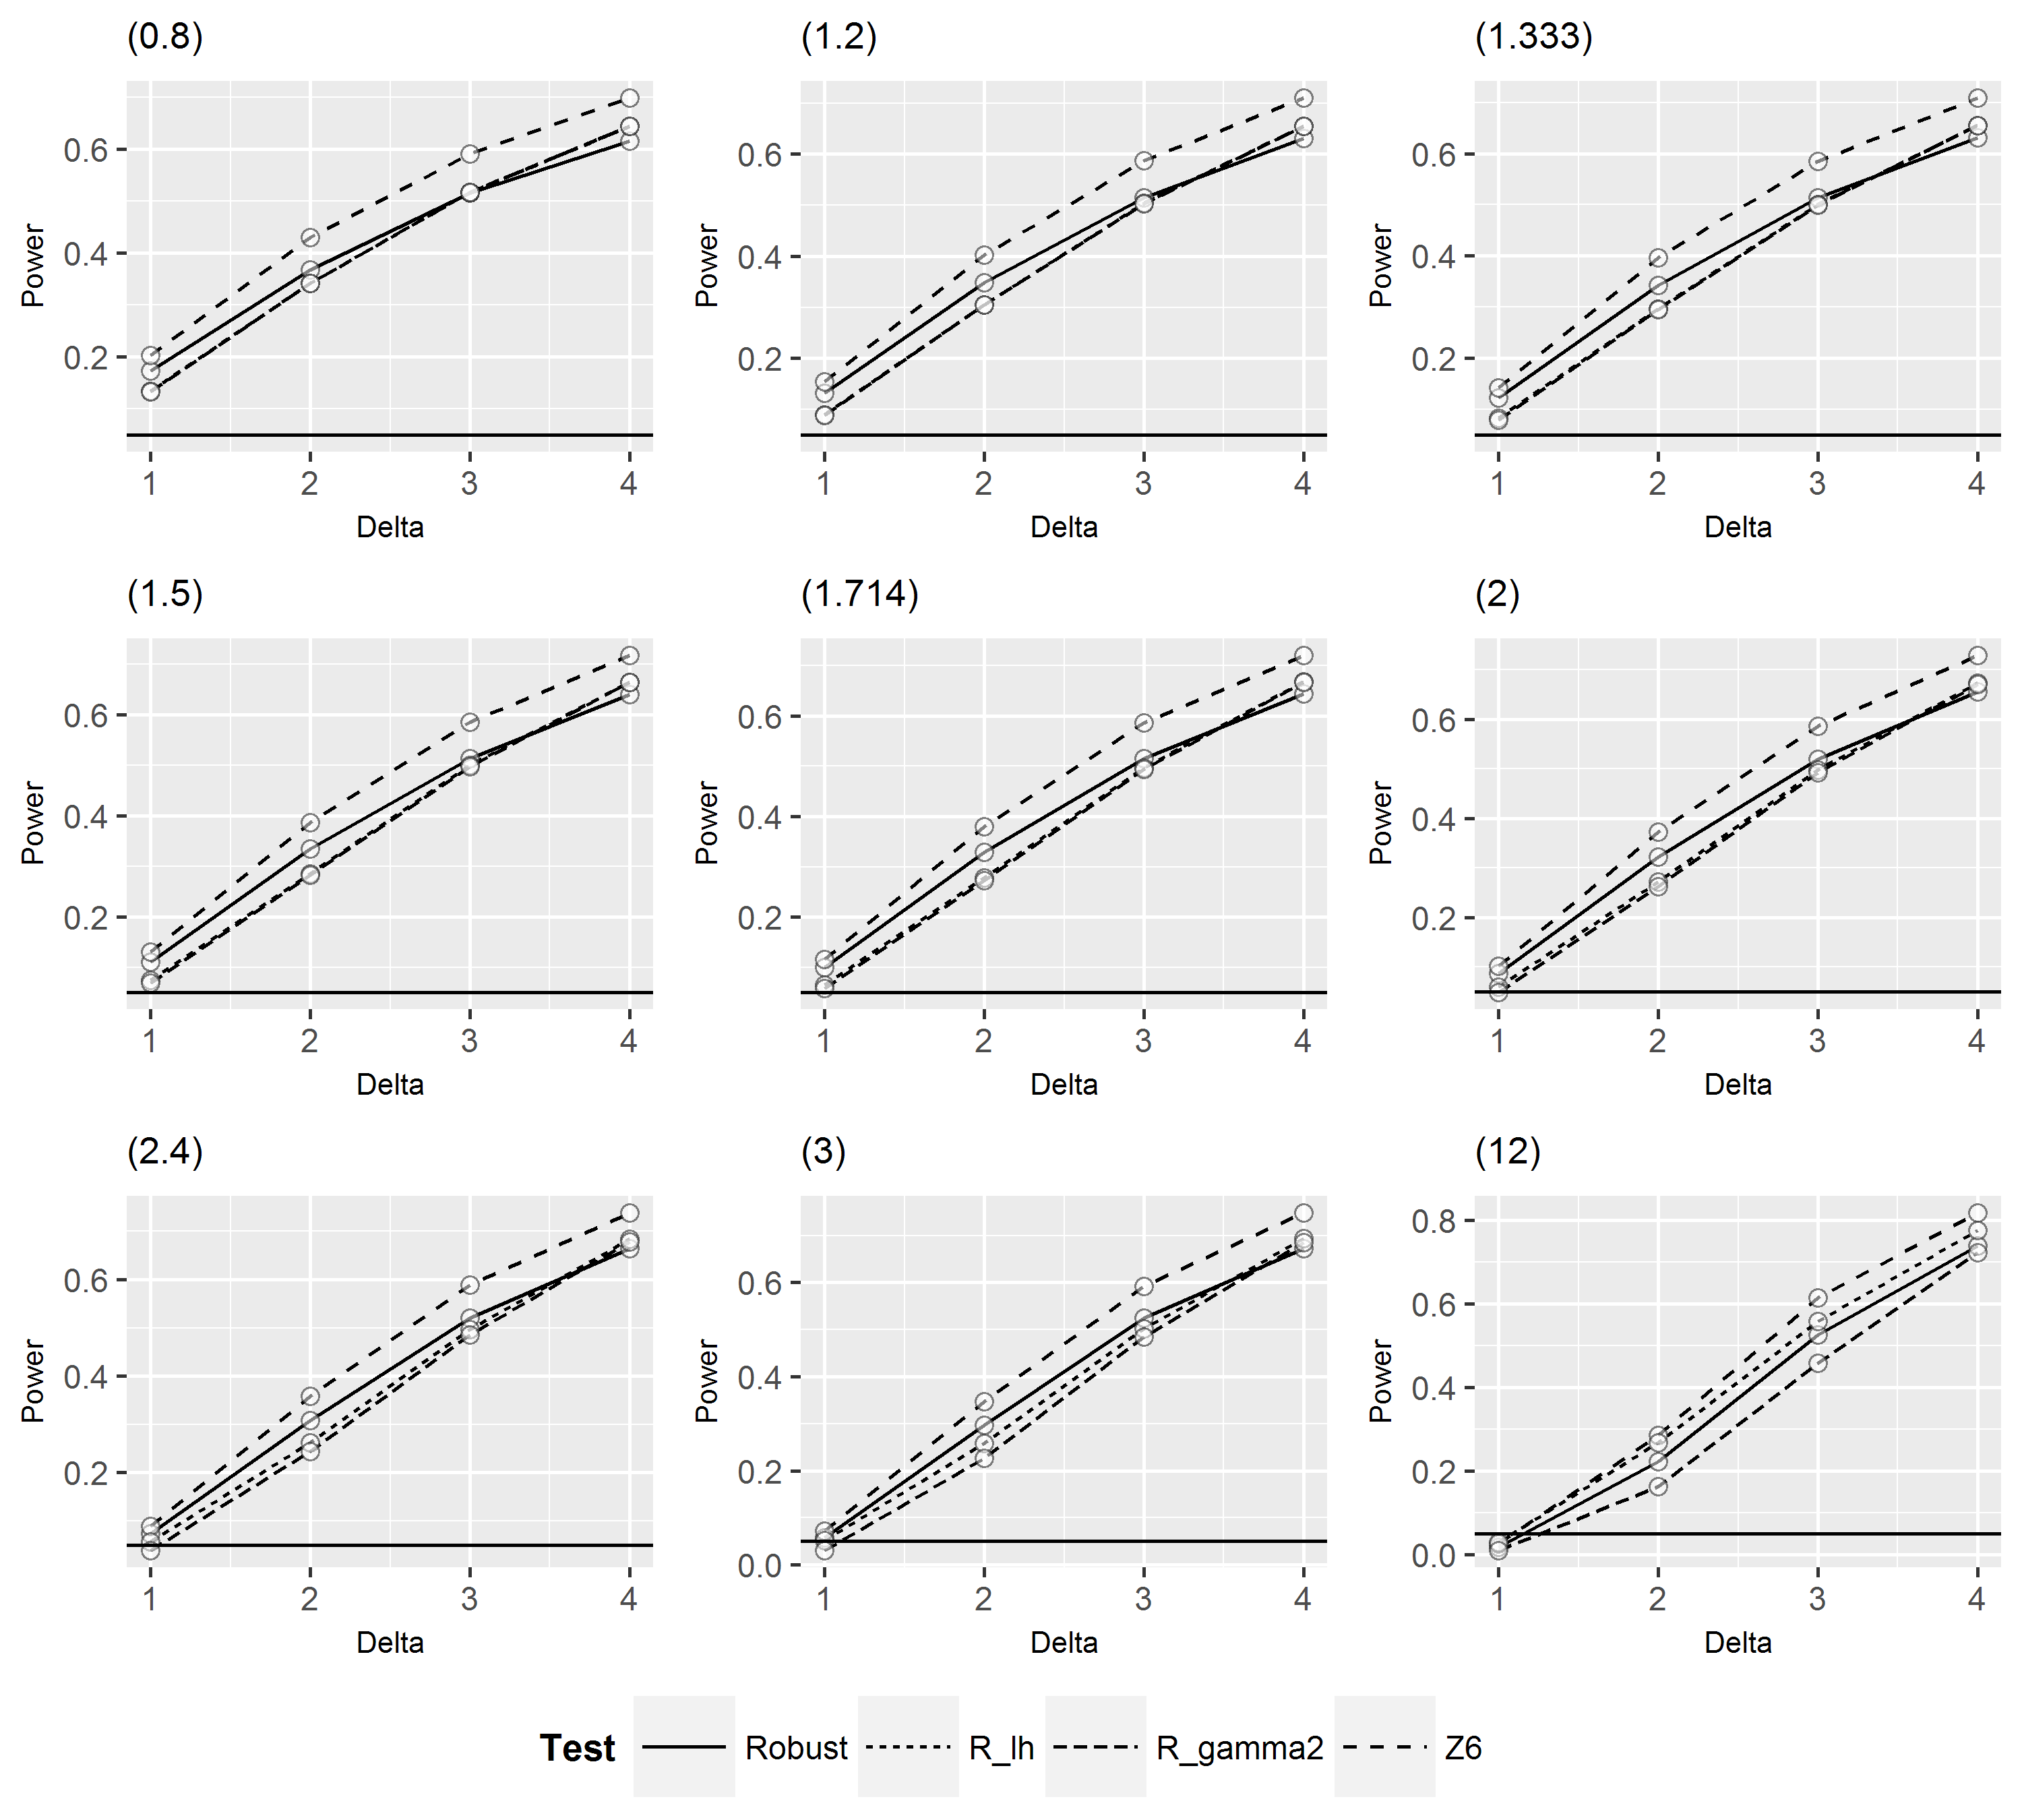 (0.8) (1.2) (1.333)
Power 0.6 0.4 0.2 Power 0.6 0.4 0.2 Power 0.6 0.4 0.2
1 2 3 4 1 2 3 4 1 2 3 4
Delta Delta Delta
(1.5) (1.714) (2)
Power 0.6 0.4 0.2 Power 0.6 0.4 0.2 Power 0.6 0.4 0.2
1 2 3 4 1 2 3 4 1 2 3 4
Delta Delta Delta
(2.4) (3) (12)
Power 0.6 0.4 0.2 Power 0.6 0.4 0.2 0.0 Power 0.8 0.6 0.4 0.2 0.0
1 2 3 4 1 2 3 4 1 2 3 4
Delta Delta Delta
Test Robust R_lh R_gamma2 Z6